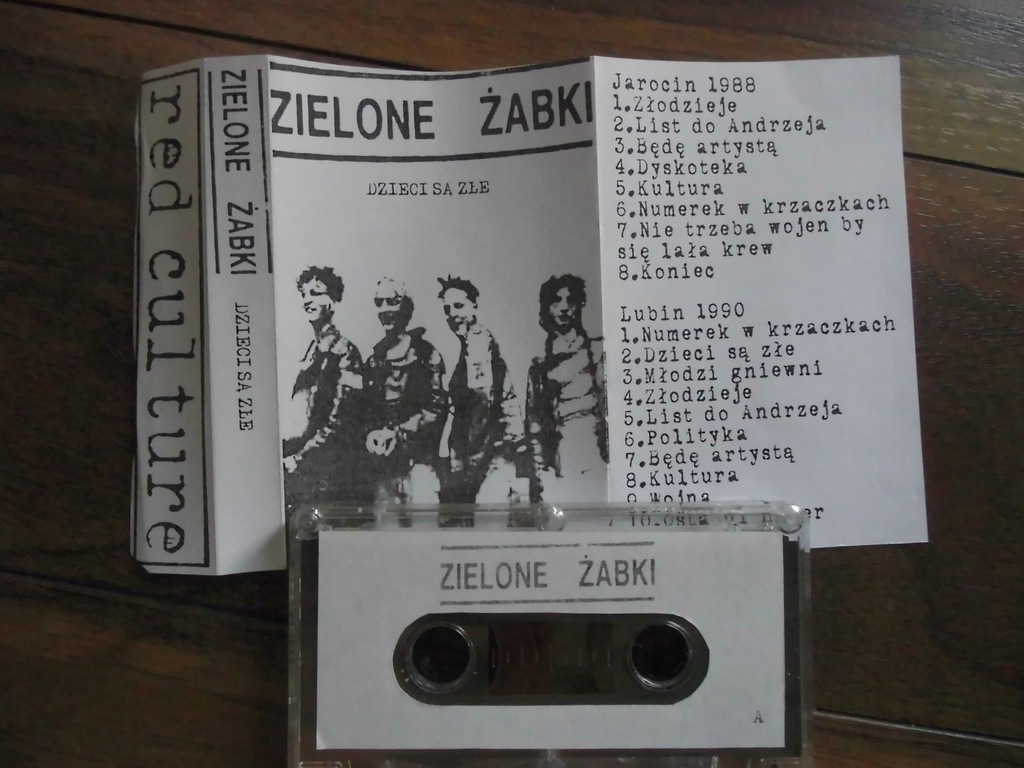 red culture
ZIELONE ŻABKI
DZIECI SĄ ZŁE
ZIELONE ŻABKI
DZIECI SĄ ZŁE
Jarocin 1988
1.Złodzieje
2.List do Andrzeja
3.Będę artystą
4.Dyskoteka
5.Kultura
6.Numerek w krzaczkach
7.Nie trzeba wojen by
się lała krew
8.Koniec
Lubin 1990
1.Numerek w krzaczkach
2.Dzieci są złe
3.Młodzi gniewni
4.Złodzieje
5.List do Andrzeja
6.Polityka
7.Będę artystą
8.Kultura
9.Wojna
ZIELONE ŻABKI
A